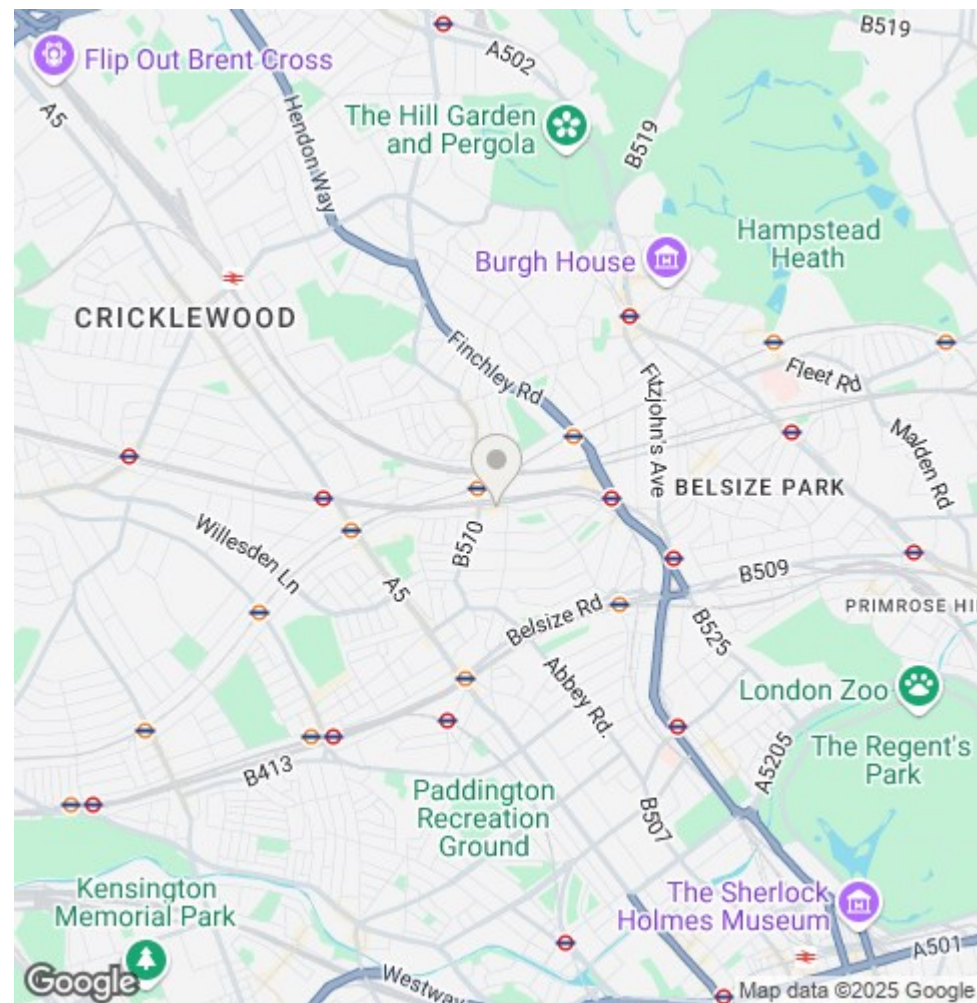 B519
A502
Flip Out Brent Cross
A5
Hendon Way
The Hill Garden
and Pergola
B519
Burgh House
Hampstead
Heath
CRICKLEWOOD
Finchley Rd
Fitzjohn's Ave
Fleet Rd
Malden Rd
BELSIZE PARK
B510
Willesden Ln
A5
B509
Belsize Rd
B525
PRIMROSE HI
Abbey Rd.
London Zoo
The Regent's
Park
A5205
B413
Paddington
Recreation
Ground
B507
Kensington
Memorial Park
The Sherlock
Holmes Museum
A501
Westway
Google
Map data ©2025 Google